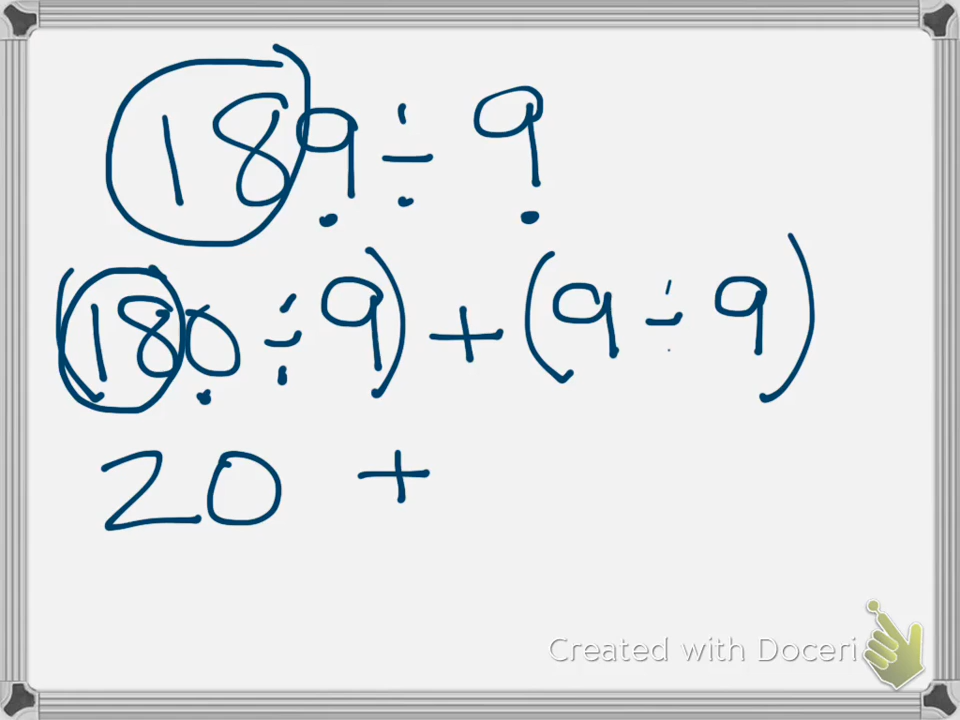 189 ÷ 9
(180 ÷ 9) + (9 ÷ 9)
20 +
Created with Doceri